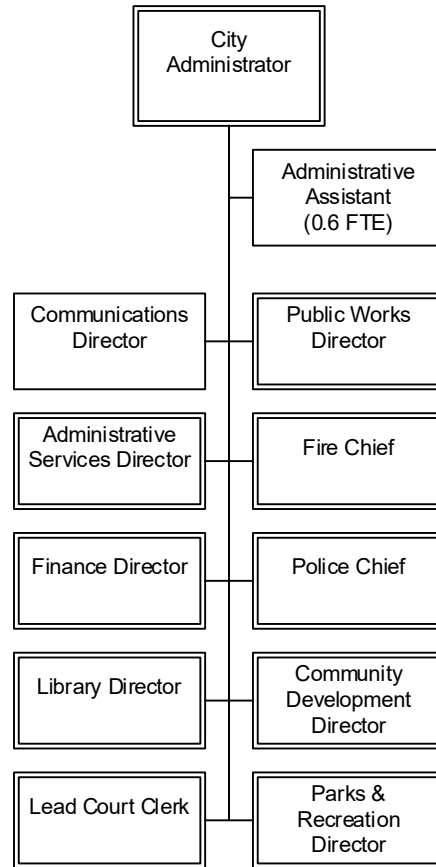 City
Administrator
Administrative
Assistant
(0.6 FTE)
Communications
Director
Public Works
Director
Administrative
Services Director
Fire Chief
Finance Director
Police Chief
Library Director
Community
Development
Director
Lead Court Clerk
Parks &
Recreation
Director